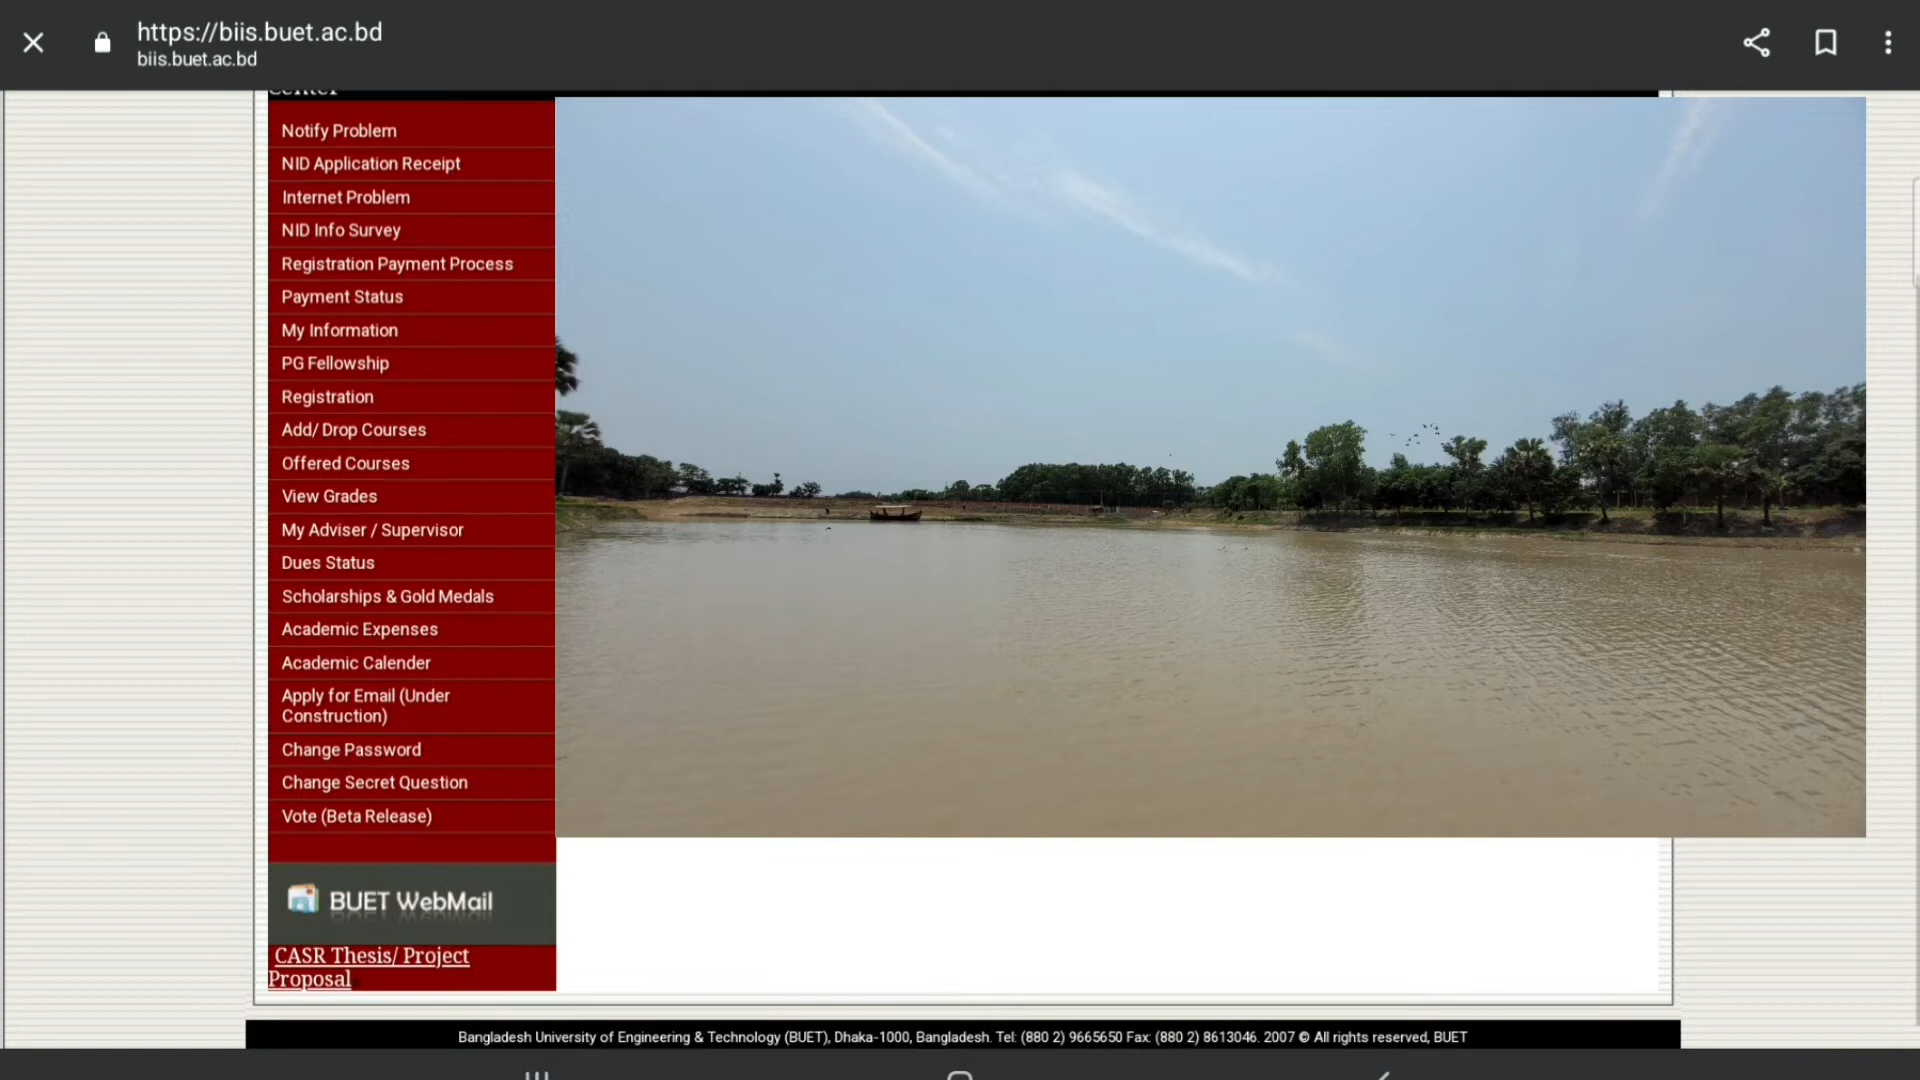 https://biis.buet.ac.bd
biis.buet.ac.bd
Center
Notify Problem
NID Application Receipt
Internet Problem
NID Info Survey
Registration Payment Process
Payment Status
My Information
PG Fellowship
Registration
Add/ Drop Courses
Offered Courses
View Grades
My Adviser / Supervisor
Dues Status
Scholarships & Gold Medals
Academic Expenses
Academic Calender
Apply for Email (Under
Construction)
Change Password
Change Secret Question
Vote (Beta Release)
BUET WebMail
CASR Thesis/ Project
Proposal
Bangladesh University of Engineering & Technology (BUET), Dhaka-1000, Bangladesh. Tel: (880 2) 9665650 Fax: (880 2) 8613046. 2007 © All rights reserved, BUET